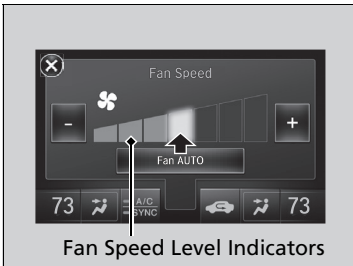 Fan Speed
- +
Fan AUTO
73 A/C SYNC 73
Fan Speed Level Indicators